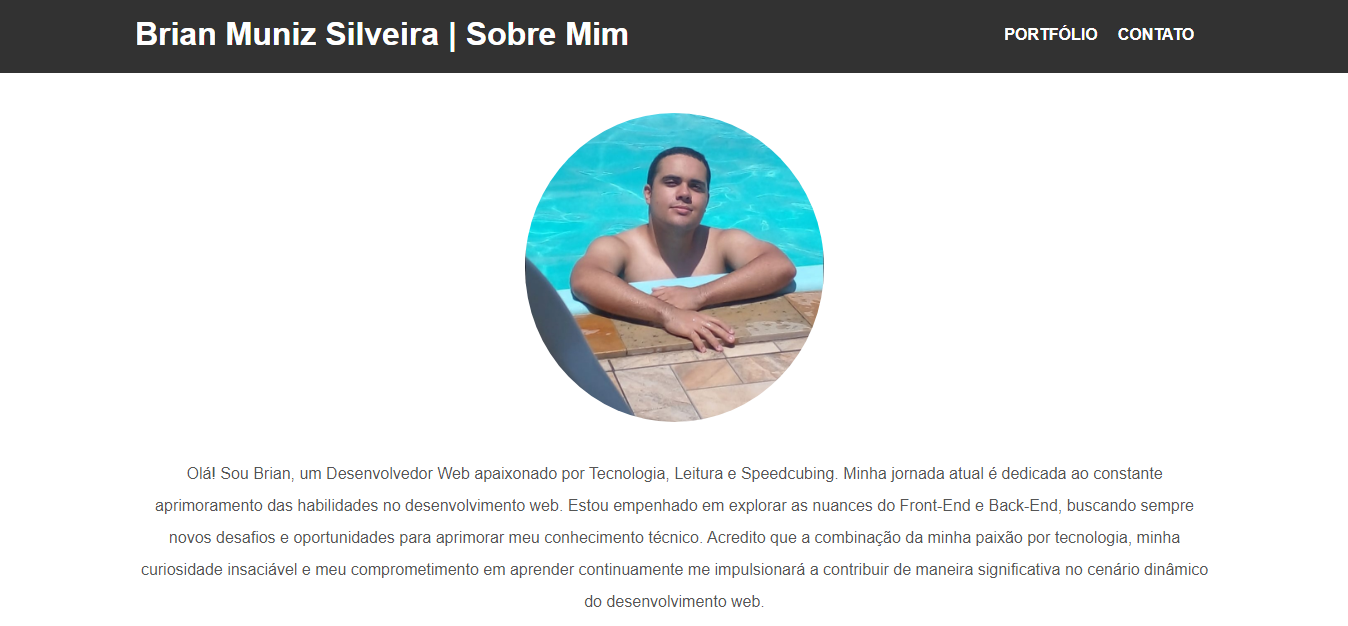 Brian Muniz Silveira | Sobre Mim
PORTFÓLIO CONTATO
Olá! Sou Brian, um Desenvolvedor Web apaixonado por Tecnologia, Leitura e Speedcubing. Minha jornada atual é dedicada ao constante
aprimoramento das habilidades no desenvolvimento web. Estou empenhado em explorar as nuances do Front-End e Back-End, buscando sempre
novos desafios e oportunidades para aprimorar meu conhecimento técnico. Acredito que a combinação da minha paixão por tecnologia, minha
curiosidade insaciável e meu comprometimento em aprender continuamente me impulsionará a contribuir de maneira significativa no cenário dinâmico
do desenvolvimento web.